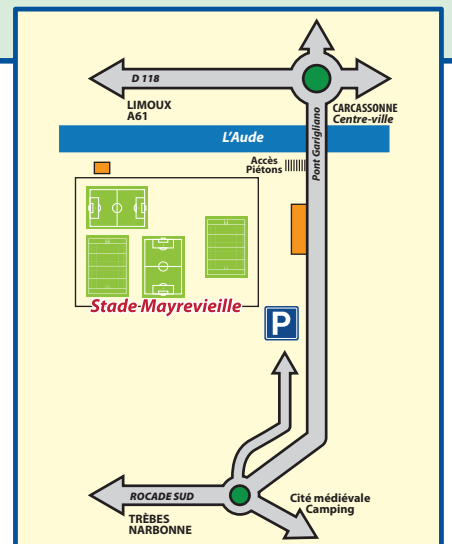 D 118
LIMOUX
A61
CARCASSONNE
Centre-ville
L'Aude
Accès
Piétons
Pont Garigliano
Stade Mayrevieille
P
ROCADE SUD
TRÈBES
NARBONNE
Cité médiévale
Camping